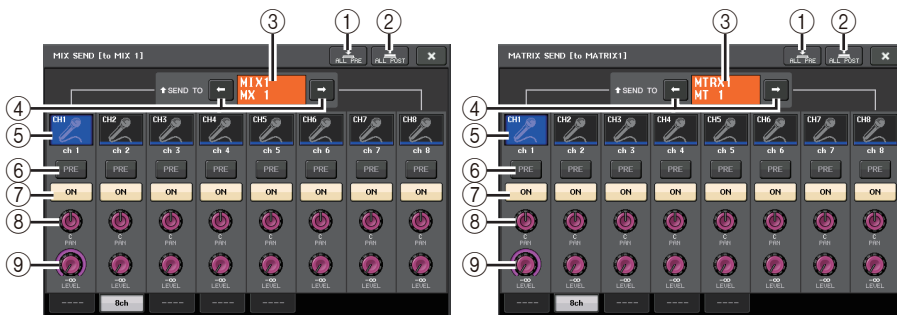 ① ② ③
MIX SEND [to MIX 1] ALL PRE ALL POST ×
④ SEND TO MIX1
MX 1
⑤ CH1 CH2 CH3 CH4 CH5 CH6 CH7 CH8
ch 1 ch 2 ch 3 ch 4 ch 5 ch 6 ch 7 ch 8
⑥ PRE PRE PRE PRE PRE PRE PRE PRE
⑦ ON ON ON ON ON ON ON ON
⑧ C C C C C C C C
PAN PAN PAN PAN PAN PAN PAN PAN
⑨ -∞ -∞ -∞ -∞ -∞ -∞ -∞ -∞
LEVEL LEVEL LEVEL LEVEL LEVEL LEVEL LEVEL LEVEL
---- 8ch ---- ---- ----
① ② ③
MATRIX SEND [to MATRIX1] ALL PRE ALL POST ×
④ SEND TO MTRX1
MT 1
⑤ CH1 CH2 CH3 CH4 CH5 CH6 CH7 CH8
ch 1 ch 2 ch 3 ch 4 ch 5 ch 6 ch 7 ch 8
⑥ PRE PRE PRE PRE PRE PRE PRE PRE
⑦ ON ON ON ON ON ON ON ON
⑧ C C C C C C C C
PAN PAN PAN PAN PAN PAN PAN PAN
⑨ -∞ -∞ -∞ -∞ -∞ -∞ -∞ -∞
LEVEL LEVEL LEVEL LEVEL LEVEL LEVEL LEVEL LEVEL
---- 8ch ---- ---- ----